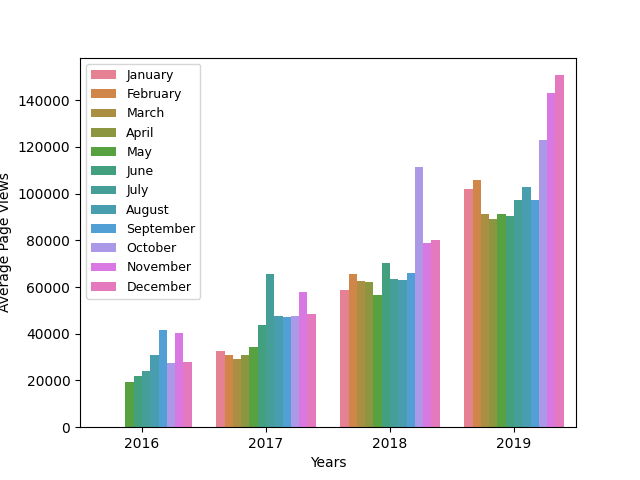 January
February
March
April
May
June
July
August
September
October
November
December
140000
120000
100000
80000
60000
40000
20000
0
Average Page Views
2016 2017 2018 2019
Years